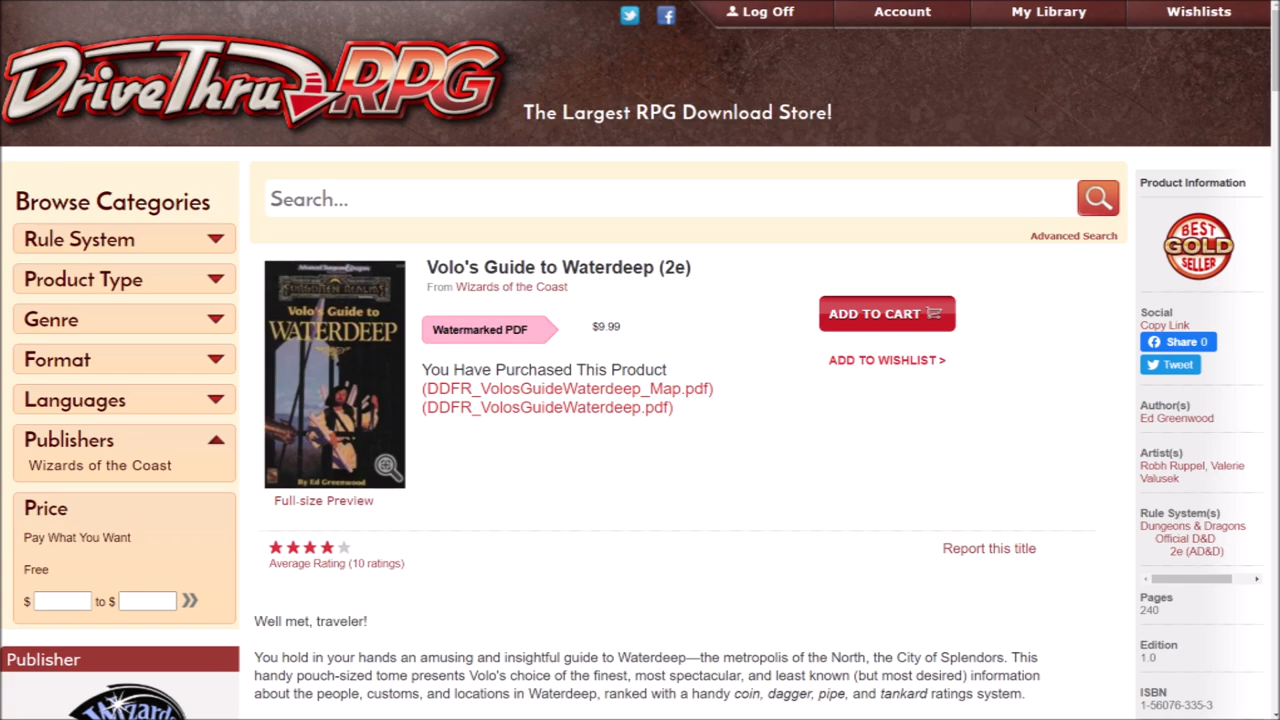 Log Off
Account
My Library
Wishlists
DriveThruRPG
The Largest RPG Download Store!
Browse Categories
Rule System
Product Type
Genre
Format
Languages
Publishers
Wizards of the Coast
Price
Pay What You Want
Free
$ to $
Publisher
Wizard
Search...
Advanced Search
Advanced Dungeons & Dragons
FORGOTTEN REALMS
Volo's Guide to
WATERDEEP
By Ed Greenwood
Full-size Preview
Volo's Guide to Waterdeep (2e)
From Wizards of the Coast
Watermarked PDF
$9.99
ADD TO CART
ADD TO WISHLIST >
You Have Purchased This Product
(DDFR_VolosGuideWaterdeep_Map.pdf)
(DDFR_VolosGuideWaterdeep.pdf)
Average Rating (10 ratings)
Report this title
Well met, traveler!
You hold in your hands an amusing and insightful guide to Waterdeep—the metropolis of the North, the City of Splendors. This
handy pouch-sized tome presents Volo's choice of the finest, most spectacular, and least known (but most desired) information
about the people, customs, and locations in Waterdeep, ranked with a handy coin, dagger, pipe, and tankard ratings system.
Product Information
BEST
GOLD
SELLER
Social
Copy Link
Share 0
Tweet
Author(s)
Ed Greenwood
Artist(s)
Robh Ruppel, Valerie
Valusek
Rule System(s)
Dungeons & Dragons
Official D&D
2e (AD&D)
Pages
240
Edition
1.0
ISBN
1-56076-335-3